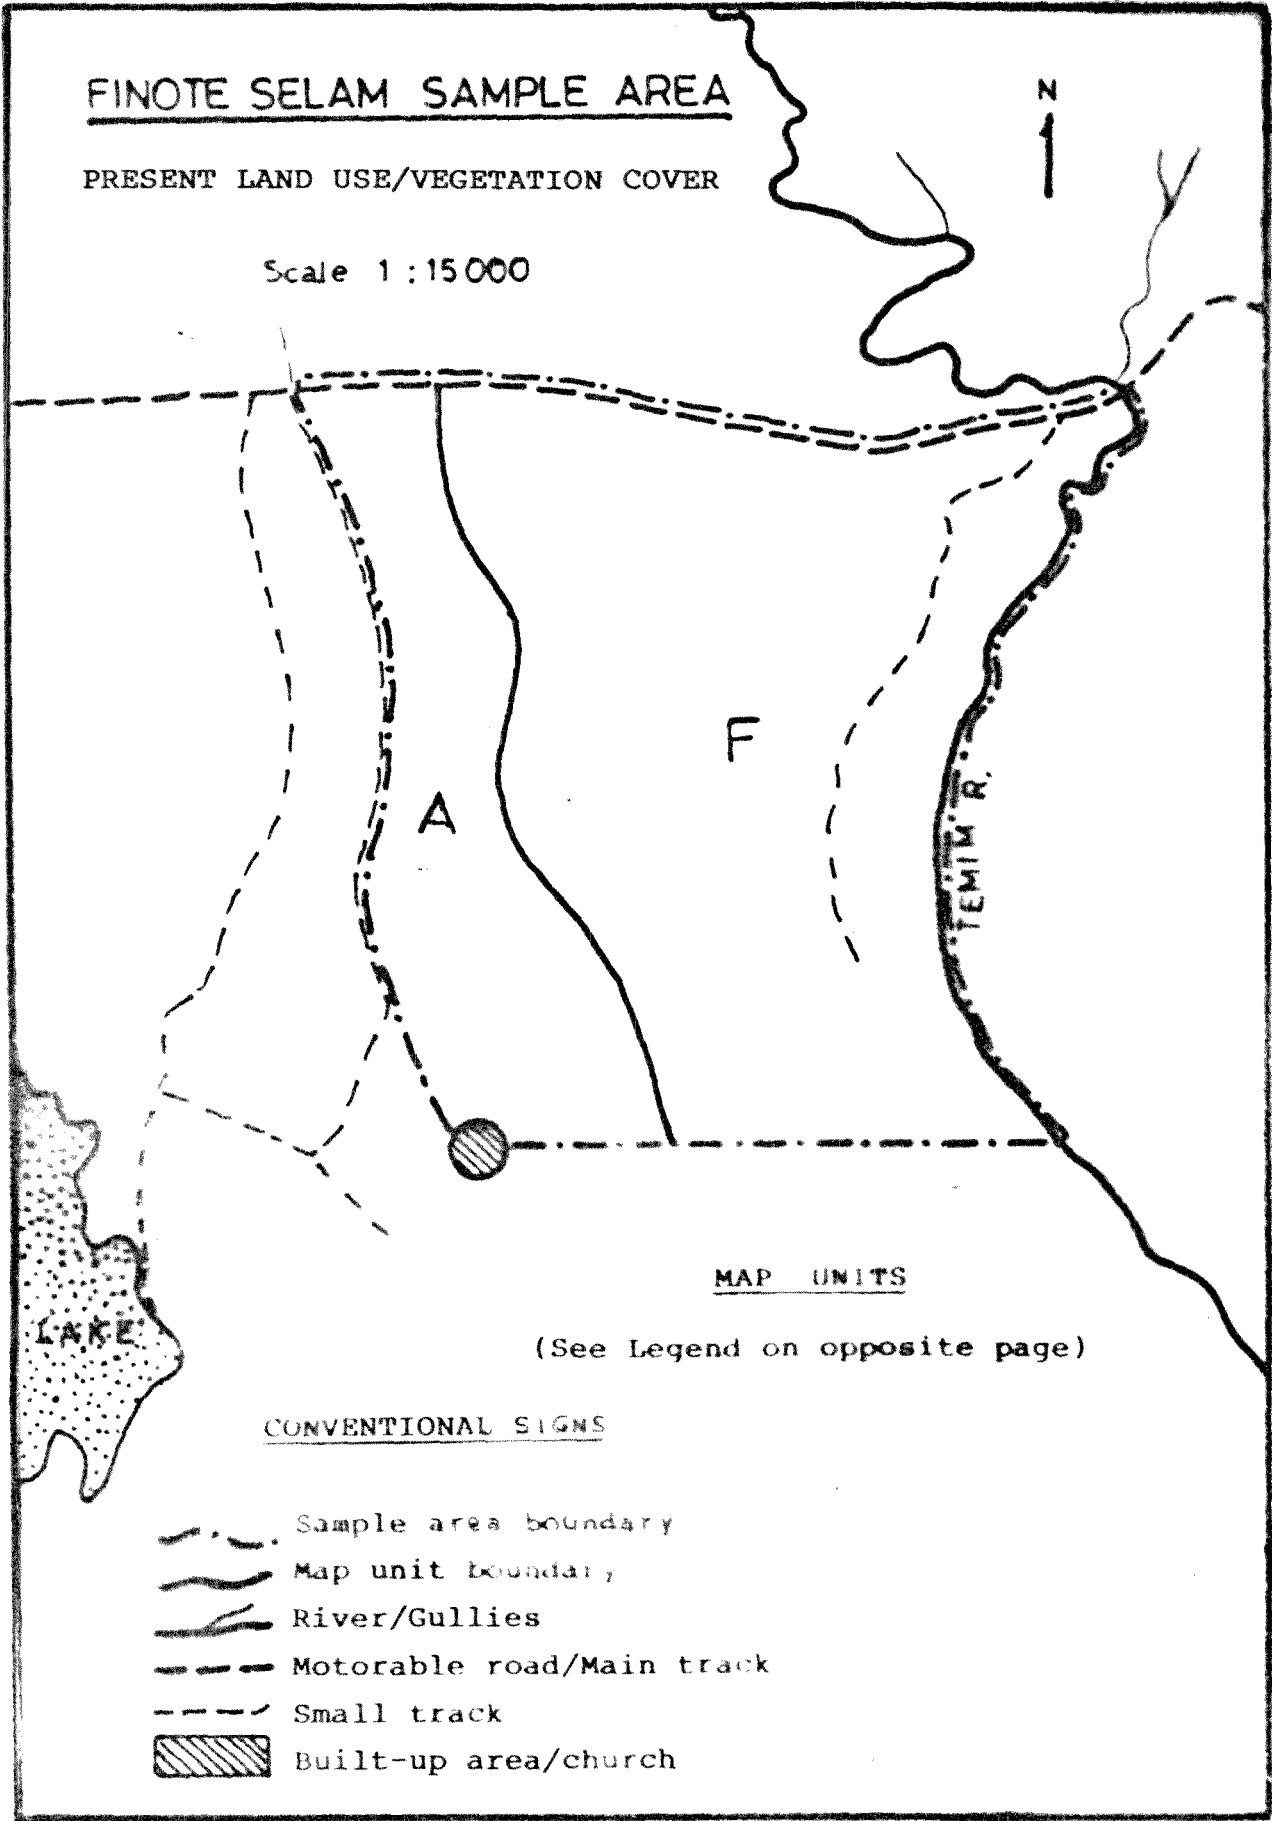 FINOTE SELAM SAMPLE AREA
N
PRESENT LAND USE/VEGETATION COVER
Scale 1:15000
F
A
TEMIM R.
LAKE
MAP UNITS
(See Legend on opposite page)
CONVENTIONAL SIGNS
Sample area boundary
Map unit boundary
River/Gullies
Motorable road/Main track
Small track
Built-up area/church